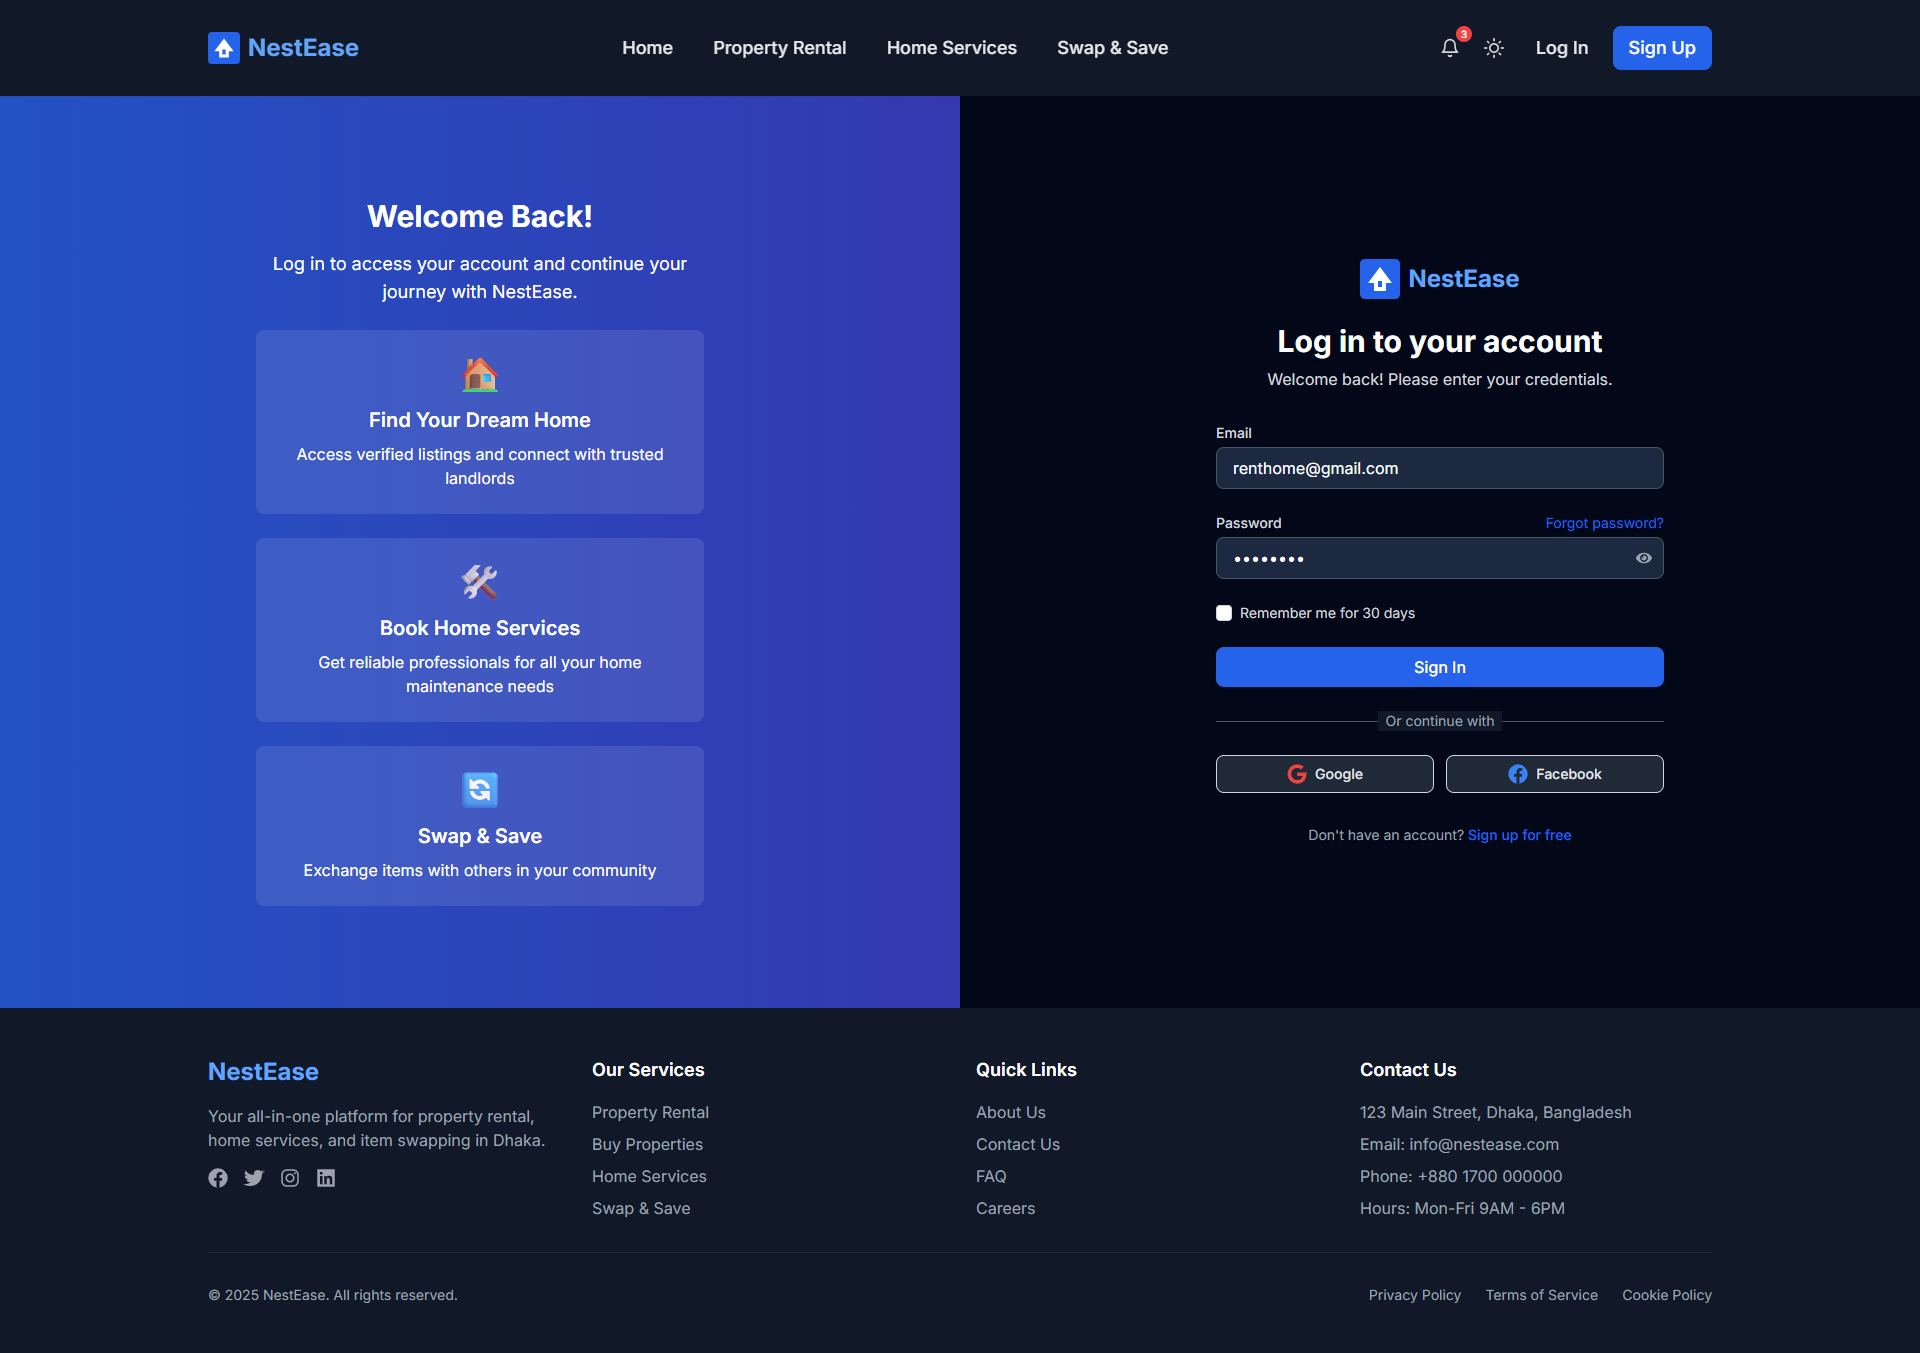 NestEase
Home
Property Rental
Home Services
Swap & Save
3
Log In
Sign Up
Welcome Back!
Log in to access your account and continue your
journey with NestEase.
Find Your Dream Home
Access verified listings and connect with trusted
landlords
Book Home Services
Get reliable professionals for all your home
maintenance needs
Swap & Save
Exchange items with others in your community
NestEase
Log in to your account
Welcome back! Please enter your credentials.
Email
renthome@gmail.com
Password
Forgot password?
••••••••
Remember me for 30 days
Sign In
Or continue with
Google
Facebook
Don't have an account? Sign up for free
NestEase
Your all-in-one platform for property rental,
home services, and item swapping in Dhaka.
Our Services
Property Rental
Buy Properties
Home Services
Swap & Save
Quick Links
About Us
Contact Us
FAQ
Careers
Contact Us
123 Main Street, Dhaka, Bangladesh
Email: info@nestease.com
Phone: +880 1700 000000
Hours: Mon-Fri 9AM - 6PM
© 2025 NestEase. All rights reserved.
Privacy Policy
Terms of Service
Cookie Policy